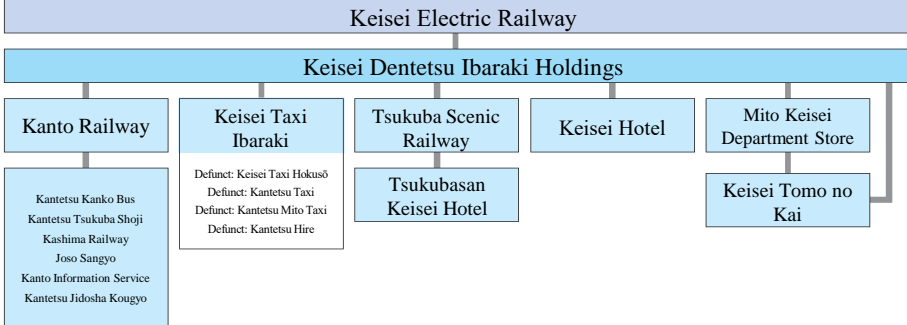 Keisei Electric Railway
Keisei Dentetsu Ibaraki Holdings
Kanto Railway
Kantetsu Kanko Bus
Kantetsu Tsukuba Shoji
Kashima Railway
Joso Sangyo
Kanto Information Service
Kantetsu Jidosha Kougyo
Keisei Taxi
Ibaraki
Defunct: Keisei Taxi Hokusō
Defunct: Kantetsu Taxi
Defunct: Kantetsu Mito Taxi
Defunct: Kantetsu Hire
Tsukuba Scenic
Railway
Tsukubasan
Keisei Hotel
Keisei Hotel
Mito Keisei
Department Store
Keisei Tomo no
Kai